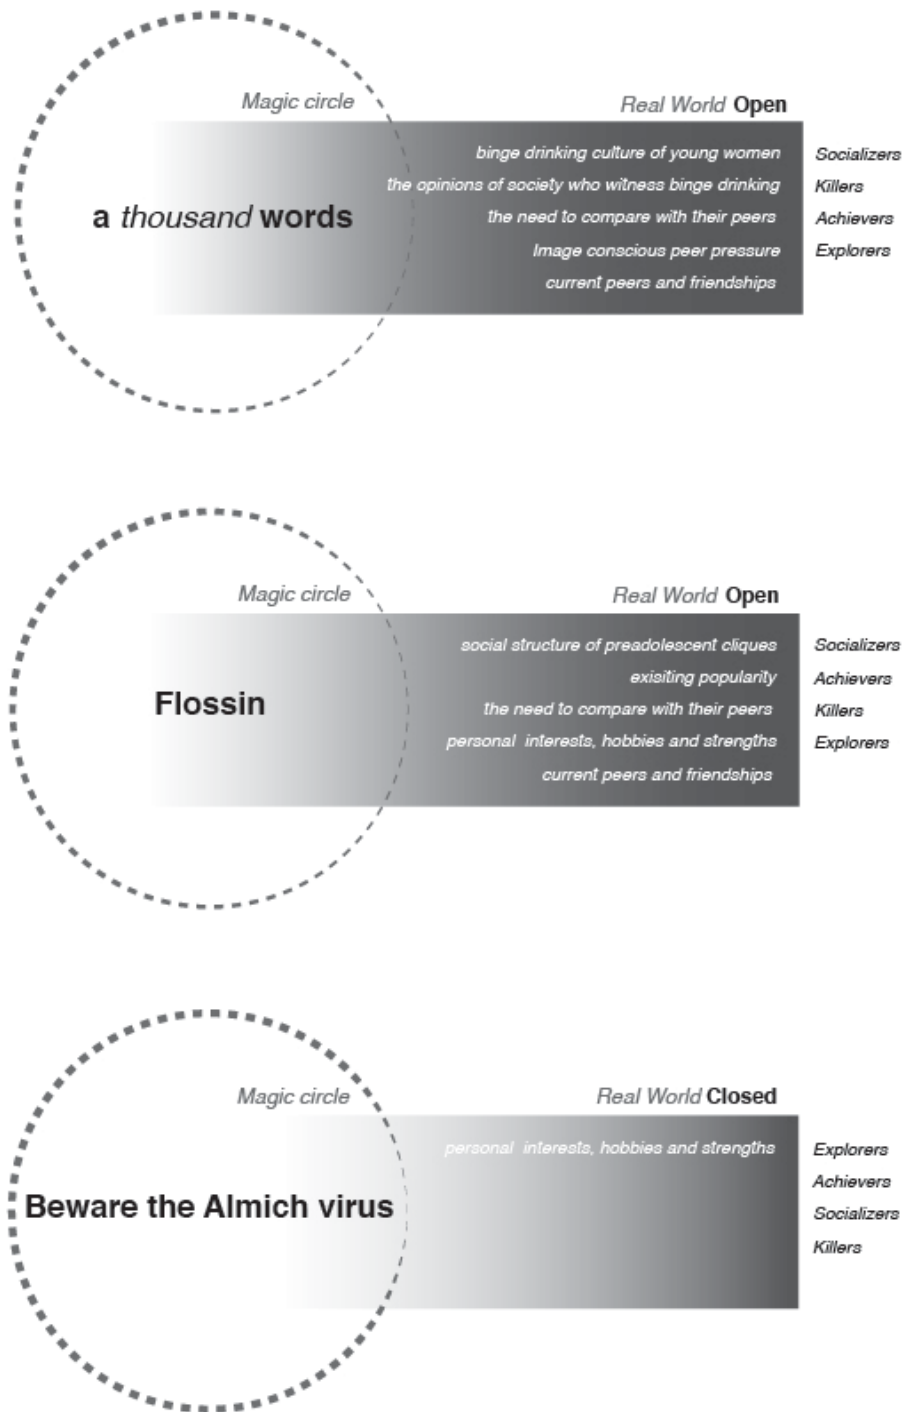 Magic circle
Real World Open
binge drinking culture of young women
Socializers
the opinions of society who witness binge drinking
Killers
a thousand words
the need to compare with their peers
Achievers
Image conscious peer pressure
Explorers
current peers and friendships
Magic circle
Real World Open
social structure of preadolescent cliques
Socializers
exisiting popularity
Achievers
Flossin
the need to compare with their peers
Killers
personal interests, hobbies and strengths
Explorers
current peers and friendships
Magic circle
Real World Closed
personal interests, hobbies and strengths
Explorers
Achievers
Beware the Almich virus
Socializers
Killers